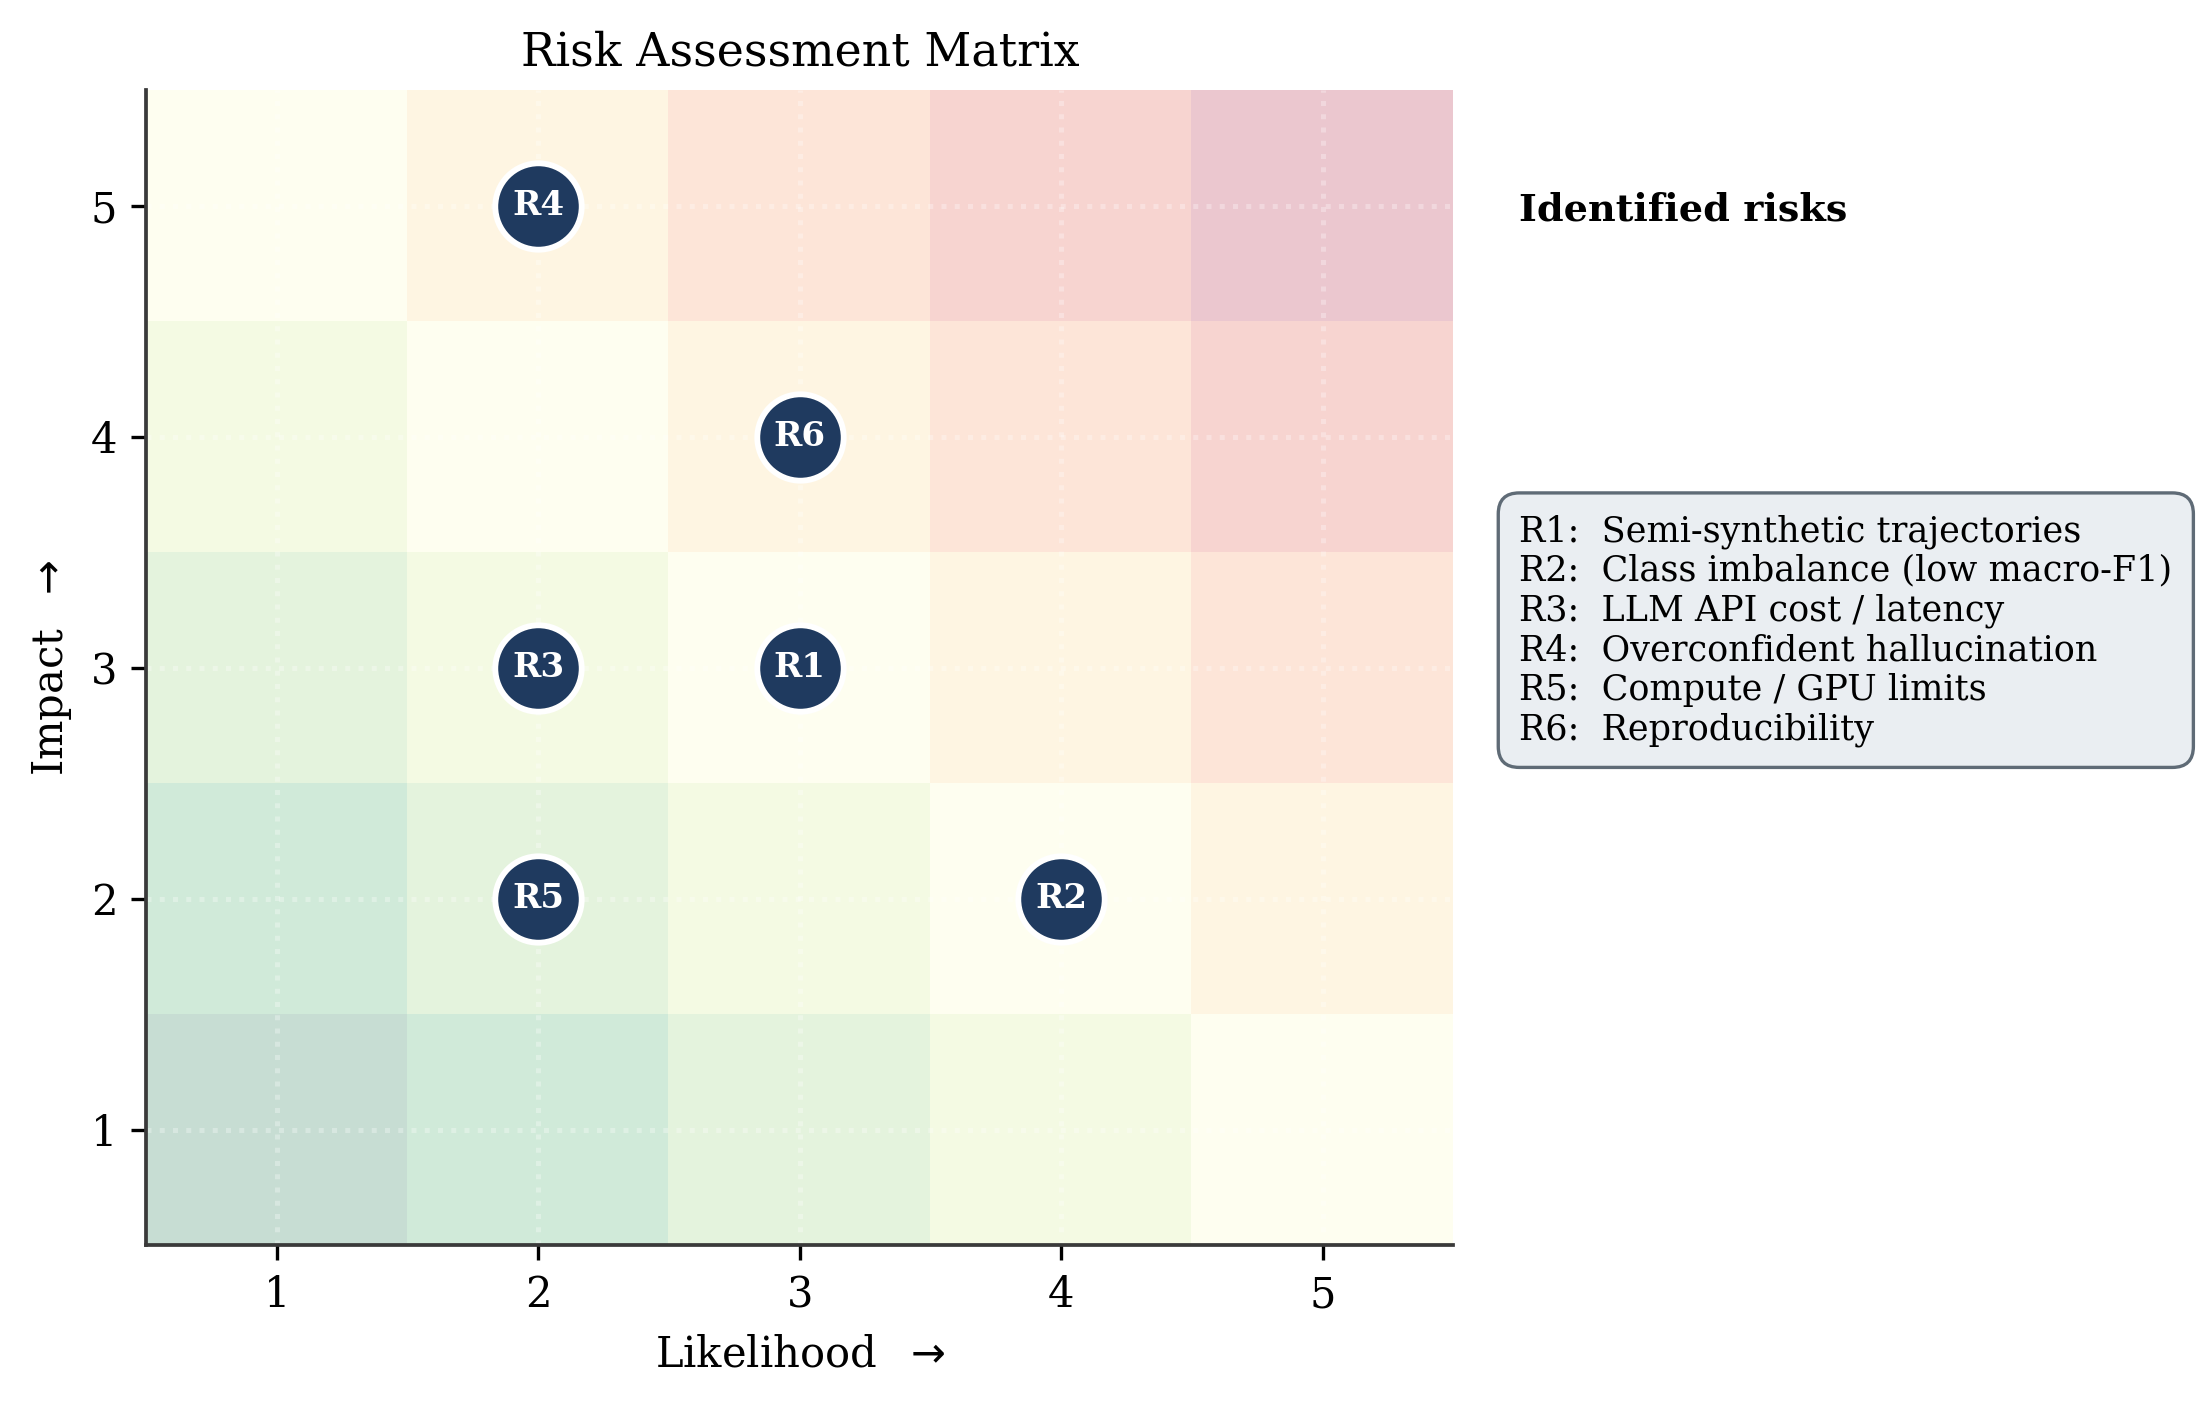 Risk Assessment Matrix
5
R4
Identified risks
4
R6
R1:  Semi-synthetic trajectories
R2:  Class imbalance (low macro-F1)
R3:  LLM API cost / latency
R4:  Overconfident hallucination
R5:  Compute / GPU limits
R6:  Reproducibility
Impact →
3
R3
R1
2
R5
R2
1
1
2
3
4
5
Likelihood →